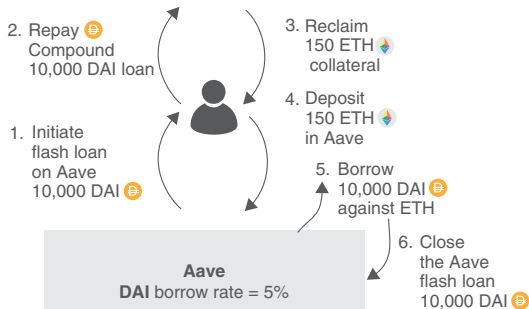 2. Repay
Compound
10,000 DAI loan
3. Reclaim
150 ETH
collateral
1. Initiate
flash loan
on Aave
10,000 DAI
4. Deposit
150 ETH
in Aave
5. Borrow
10,000 DAI
against ETH
6. Close
the Aave
flash loan
10,000 DAI
Aave
DAI borrow rate = 5%